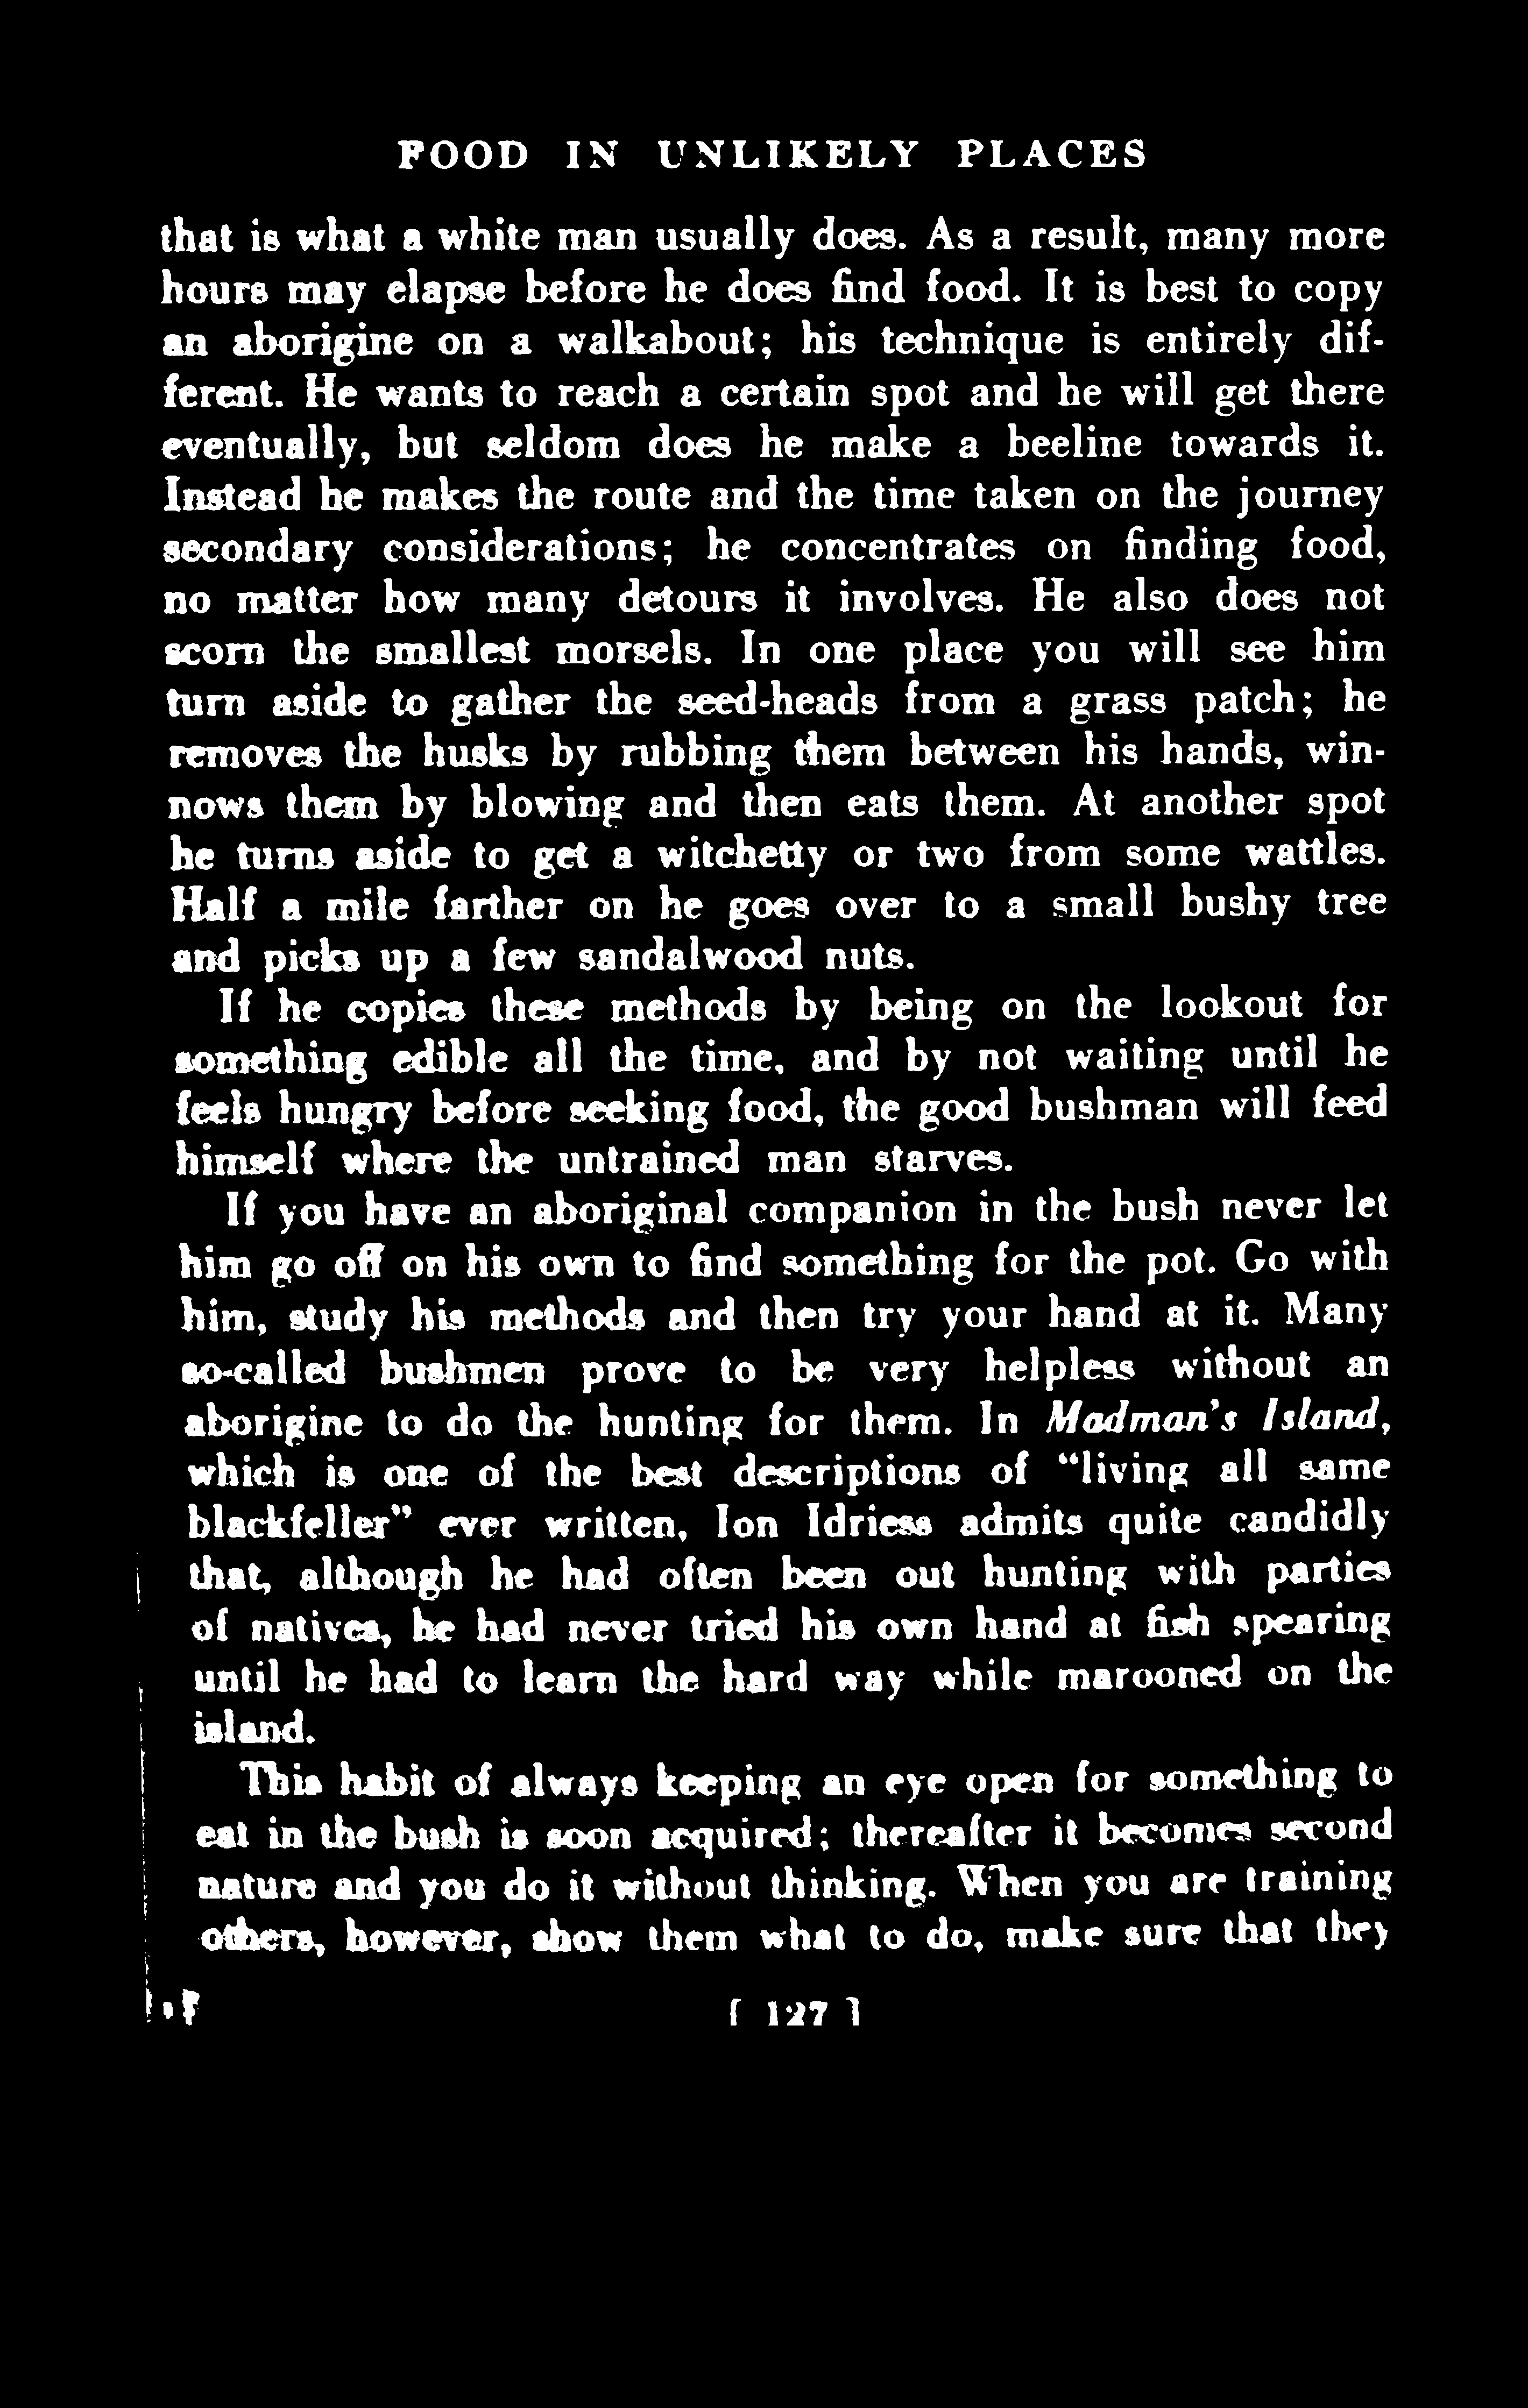 FOOD IN UNLIKELY PLACES
that is what a white man usually does. As a result, many more
hours may elapse before he does find food. It is best to copy
an aborigine on a walkabout; his technique is entirely dif-
ferent. He wants to reach a certain spot and he will get there
eventually, but seldom does he make a beeline towards it.
Instead he makes the route and the time taken on the journey
secondary considerations; he concentrates on finding food,
no matter how many detours it involves. He also does not
scorn the smallest morsels. In one place you will see him
turn aside to gather the seed-heads from a grass patch; he
removes the husks by rubbing them between his hands, win-
nows them by blowing and then eats them. At another spot
he turns aside to get a witchetty or two from some wattles.
Half a mile farther on he goes over to a small bushy tree
and picks up a few sandalwood nuts.
If he copies these methods by being on the lookout for
something edible all the time, and by not waiting until he
feels hungry before seeking food, the good bushman will feed
himself where the untrained man starves.
If you have an aboriginal companion in the bush never let
him go off on his own to find something for the pot. Go with
him, study his methods and then try your hand at it. Many
so-called bushmen prove to be very helpless without an
aborigine to do the hunting for them. In Madman's Island,
which is one of the best descriptions of "living all same
blackfeller" ever written, Ion Idriess admits quite candidly
that, although he had often been out hunting with parties
of natives, he had never tried his own hand at fish spearing
until he had to learn the hard way while marooned on the
island.
This habit of always keeping an eye open for something to
eat in the bush is soon acquired; thereafter it becomes second
nature and you do it without thinking. When you are training
others, however, show them what to do, make sure that they
[ 127 ]